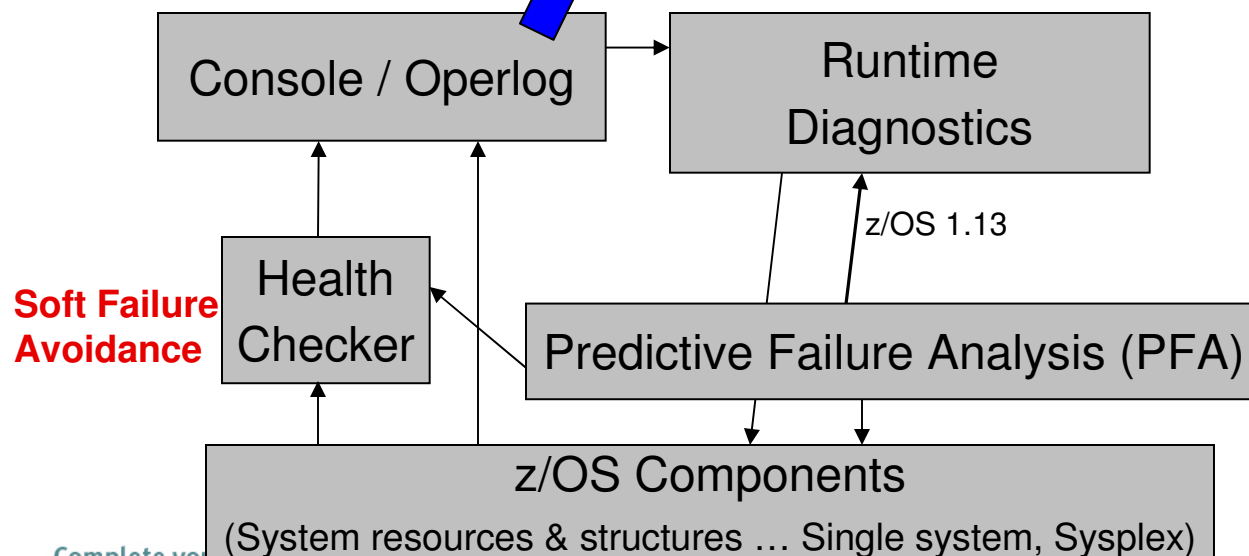 Console / Operlog
Runtime
Diagnostics
z/OS 1.13
Health
Checker
Soft Failure
Avoidance
Predictive Failure Analysis (PFA)
z/OS Components
(System resources & structures … Single system, Sysplex)
Complete